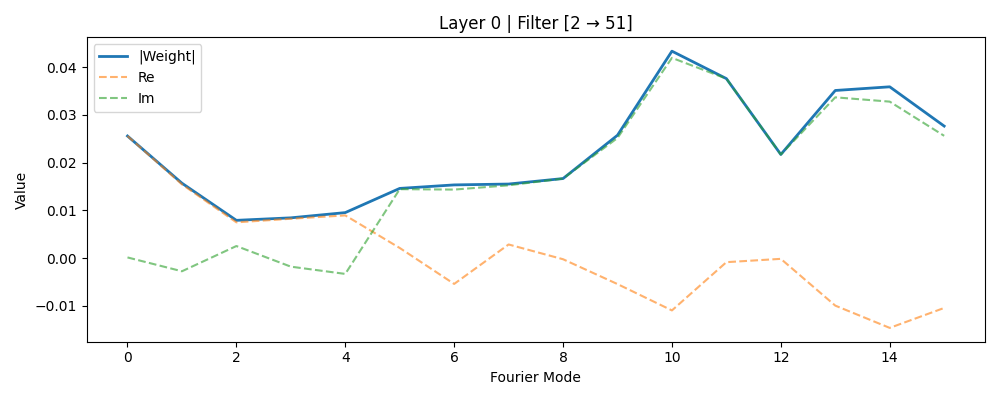 Layer 0 | Filter [2 → 51]
|Weight|
Re
Im
Value
0.04
0.03
0.02
0.01
0.00
−0.01
0 2 4 6 8 10 12 14
Fourier Mode